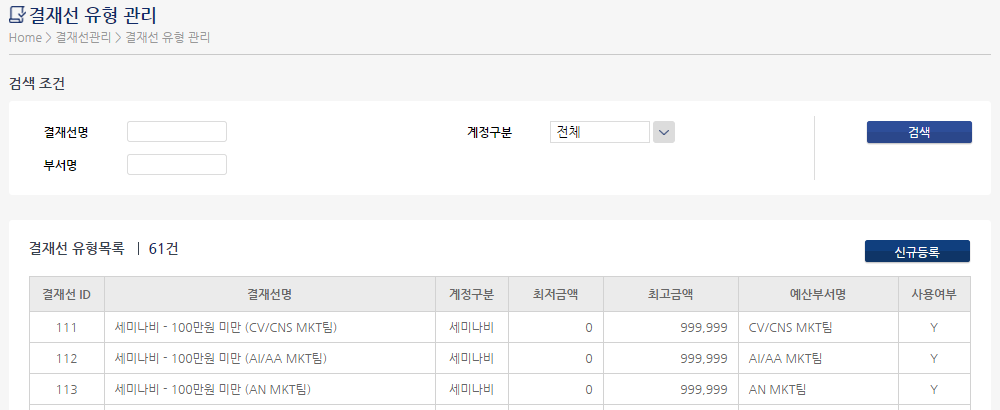 결재선 유형 관리
Home > 결재선관리 > 결재선 유형 관리
검색 조건
결재선명 계정구분 전체 검색
부서명
결재선 유형목록 | 61건 신규등록
결재선 ID 결재선명 계정구분 최저금액 최고금액 예산부서명 사용여부
111 세미나비 - 100만원 미만 (CV/CNS MKT팀) 세미나비 0 999,999 CV/CNS MKT팀 Y
112 세미나비 - 100만원 미만 (AI/AA MKT팀) 세미나비 0 999,999 AI/AA MKT팀 Y
113 세미나비 - 100만원 미만 (AN MKT팀) 세미나비 0 999,999 AN MKT팀 Y